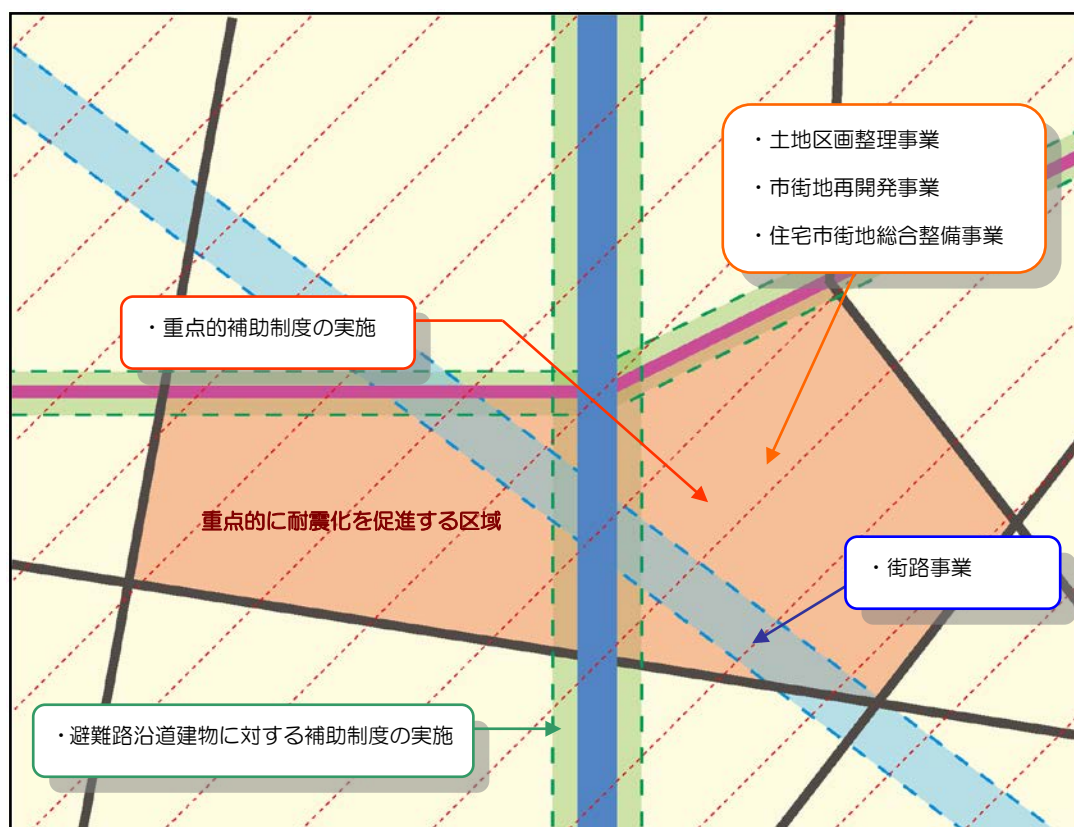 ・土地区画整理事業
・市街地再開発事業
・住宅市街地総合整備事業
・重点的補助制度の実施
重点的に耐震化を促進する区域
・街路事業
・避難路沿道建物に対する補助制度の実施